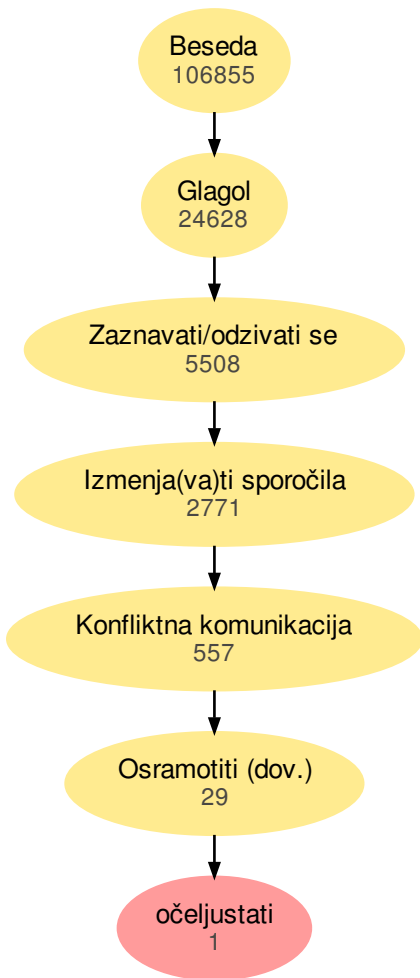 Beseda
106855
Glagol
24628
Zaznavati/odzivati se
5508
Izmenja(va)ti sporočila
2771
Konfliktna komunikacija
557
Osramotiti (dov.)
29
očeljustati
1